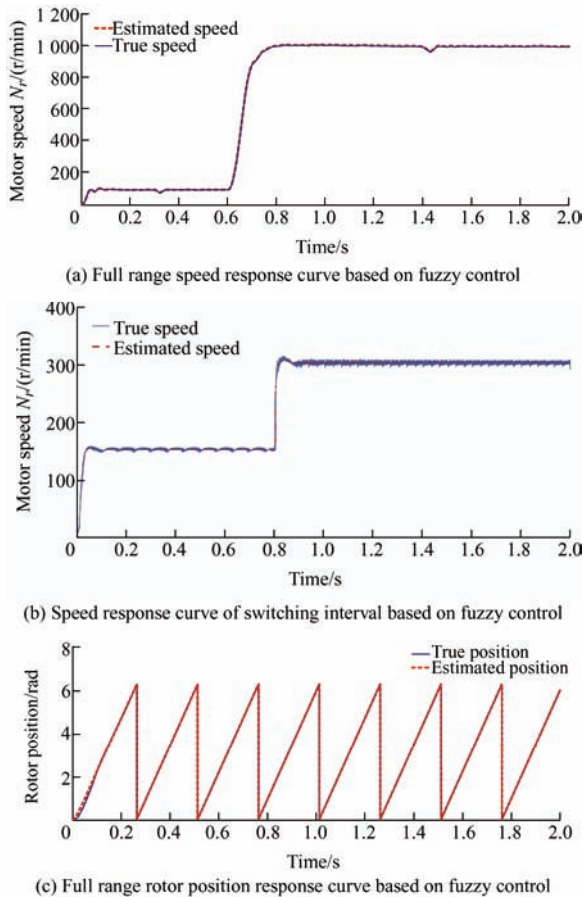 Estimated speed
True speed
1 000
800
600
400
200
Motor speed Nr/(r/min)
0 0.2 0.4 0.6 0.8 1.0 1.2 1.4 1.6 1.8 2.0
Time/s
(a) Full range speed response curve based on fuzzy control
400
300
200
100
Motor speed Nr/(r/min)
True speed
Estimated speed
0 0.2 0.4 0.6 0.8 1.0 1.2 1.4 1.6 1.8 2.0
Time/s
(b) Speed response curve of switching interval based on fuzzy control
8
6
4
2
Rotor position/rad
True position
Estimated position
0 0.2 0.4 0.6 0.8 1.0 1.2 1.4 1.6 1.8 2.0
Time/s
(c) Full range rotor position response curve based on fuzzy control